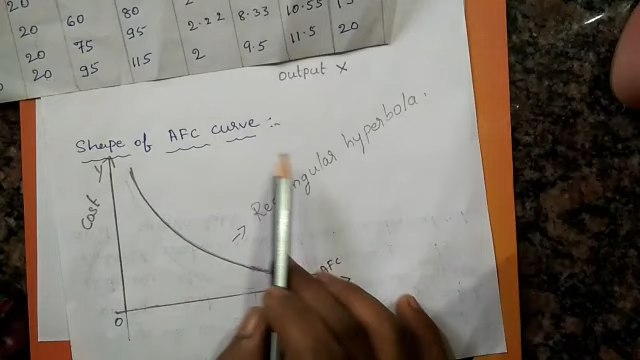 20
20 60 80 2.22 8.33 10.55
20 75 95 2 9.5 11.5 20
20 95 115
output X
Shape of AFC curve :-
→ Rectangular hyperbola.
Y
Cost
AFC
O